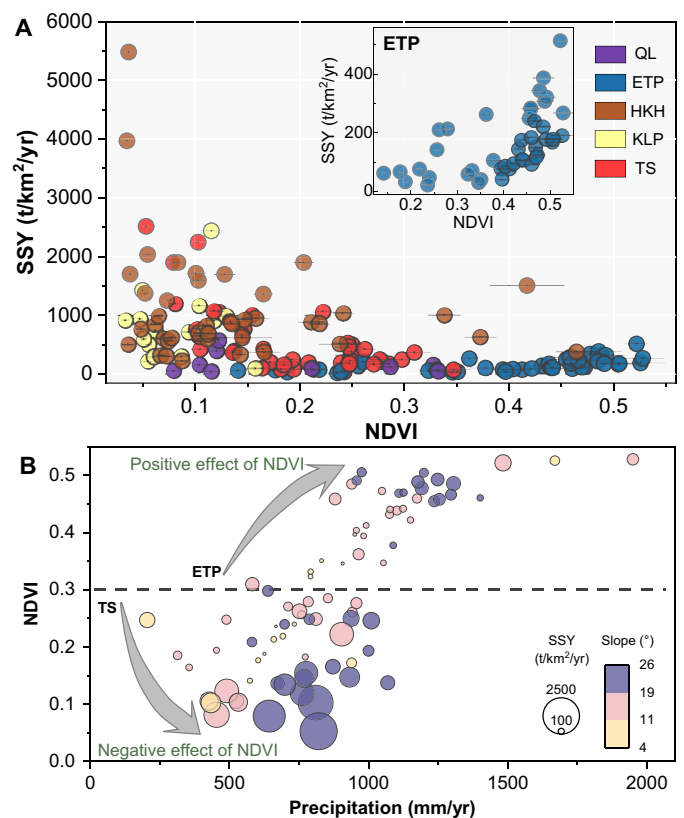 A
SSY (t/km²/yr)
6000
5000
4000
3000
2000
1000
0
0.1
0.2
0.3
0.4
0.5
NDVI
ETP
SSY (t/km²/yr)
400
200
0
0.2
0.3
0.4
0.5
NDVI
QL
ETP
HKH
KLP
TS
B
NDVI
0.5
0.4
0.3
0.2
0.1
0.0
0
500
1000
1500
2000
Precipitation (mm/yr)
Positive effect of NDVI
ETP
TS
Negative effect of NDVI
SSY
(t/km²/yr)
2500
100
Slope (°)
26
19
11
4